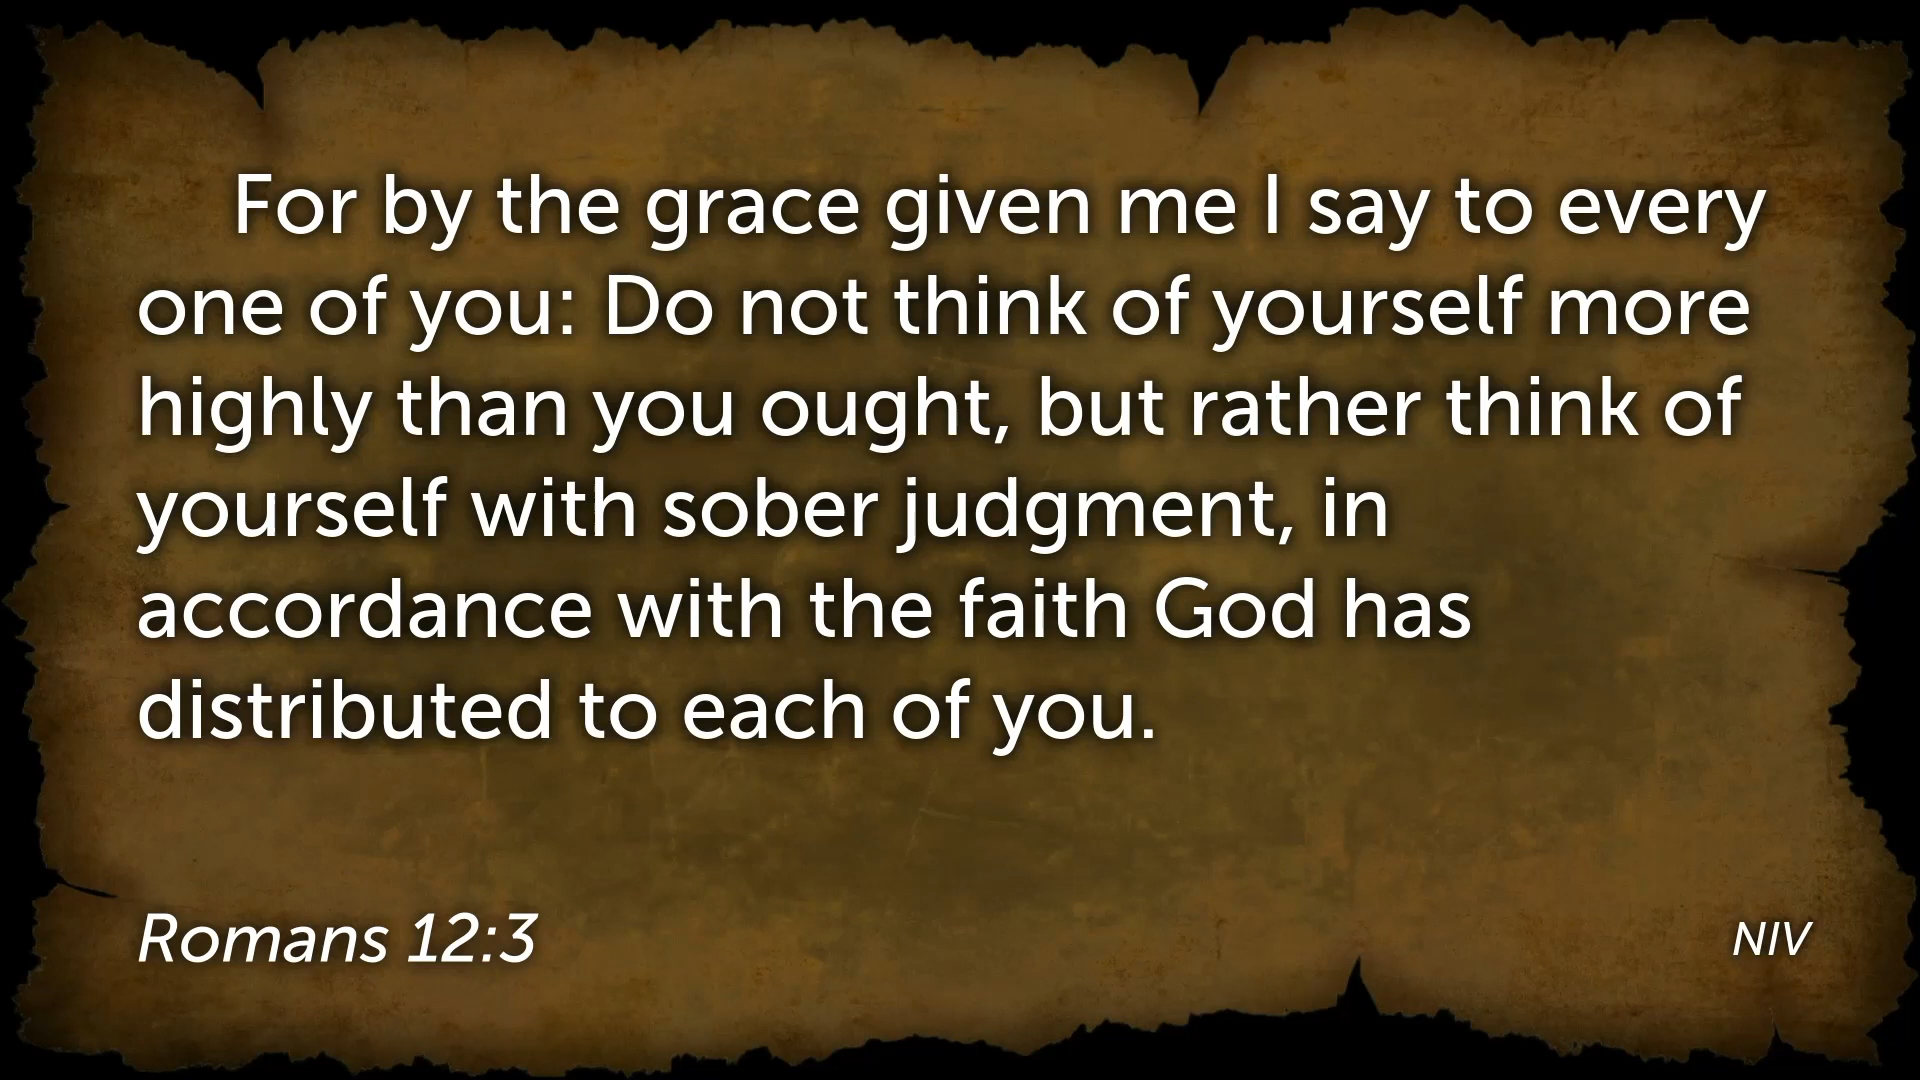 For by the grace given me I say to every
one of you: Do not think of yourself more
highly than you ought, but rather think of
yourself with sober judgment, in
accordance with the faith God has
distributed to each of you.
Romans 12:3
NIV